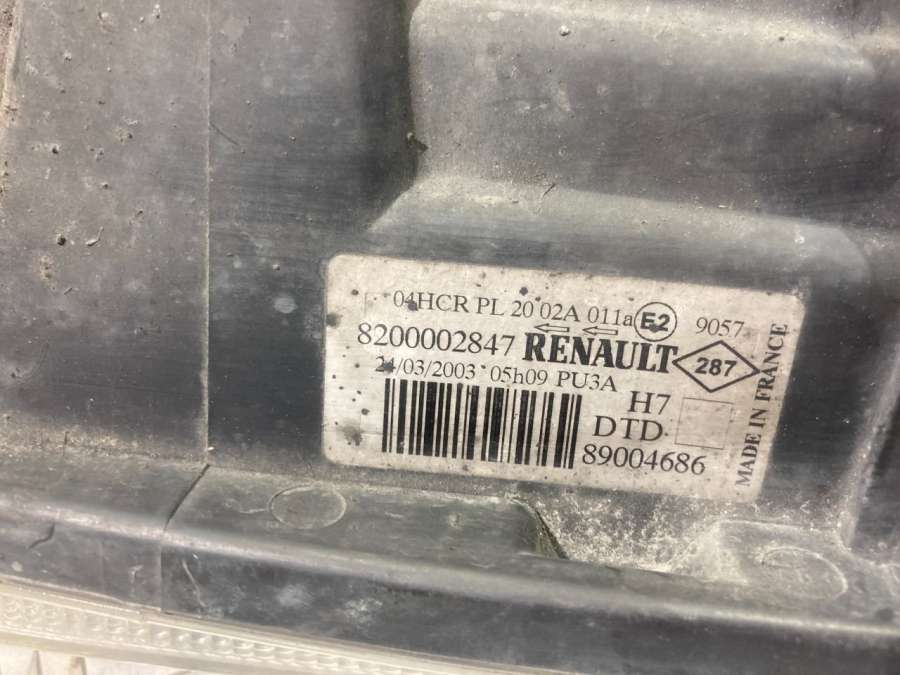 04HCR PL 20 02A 011a E2 9057
8200002847 RENAULT 287
24/03/2003 05h09 PU3A
H7
DTD
89004686
MADE IN FRANCE